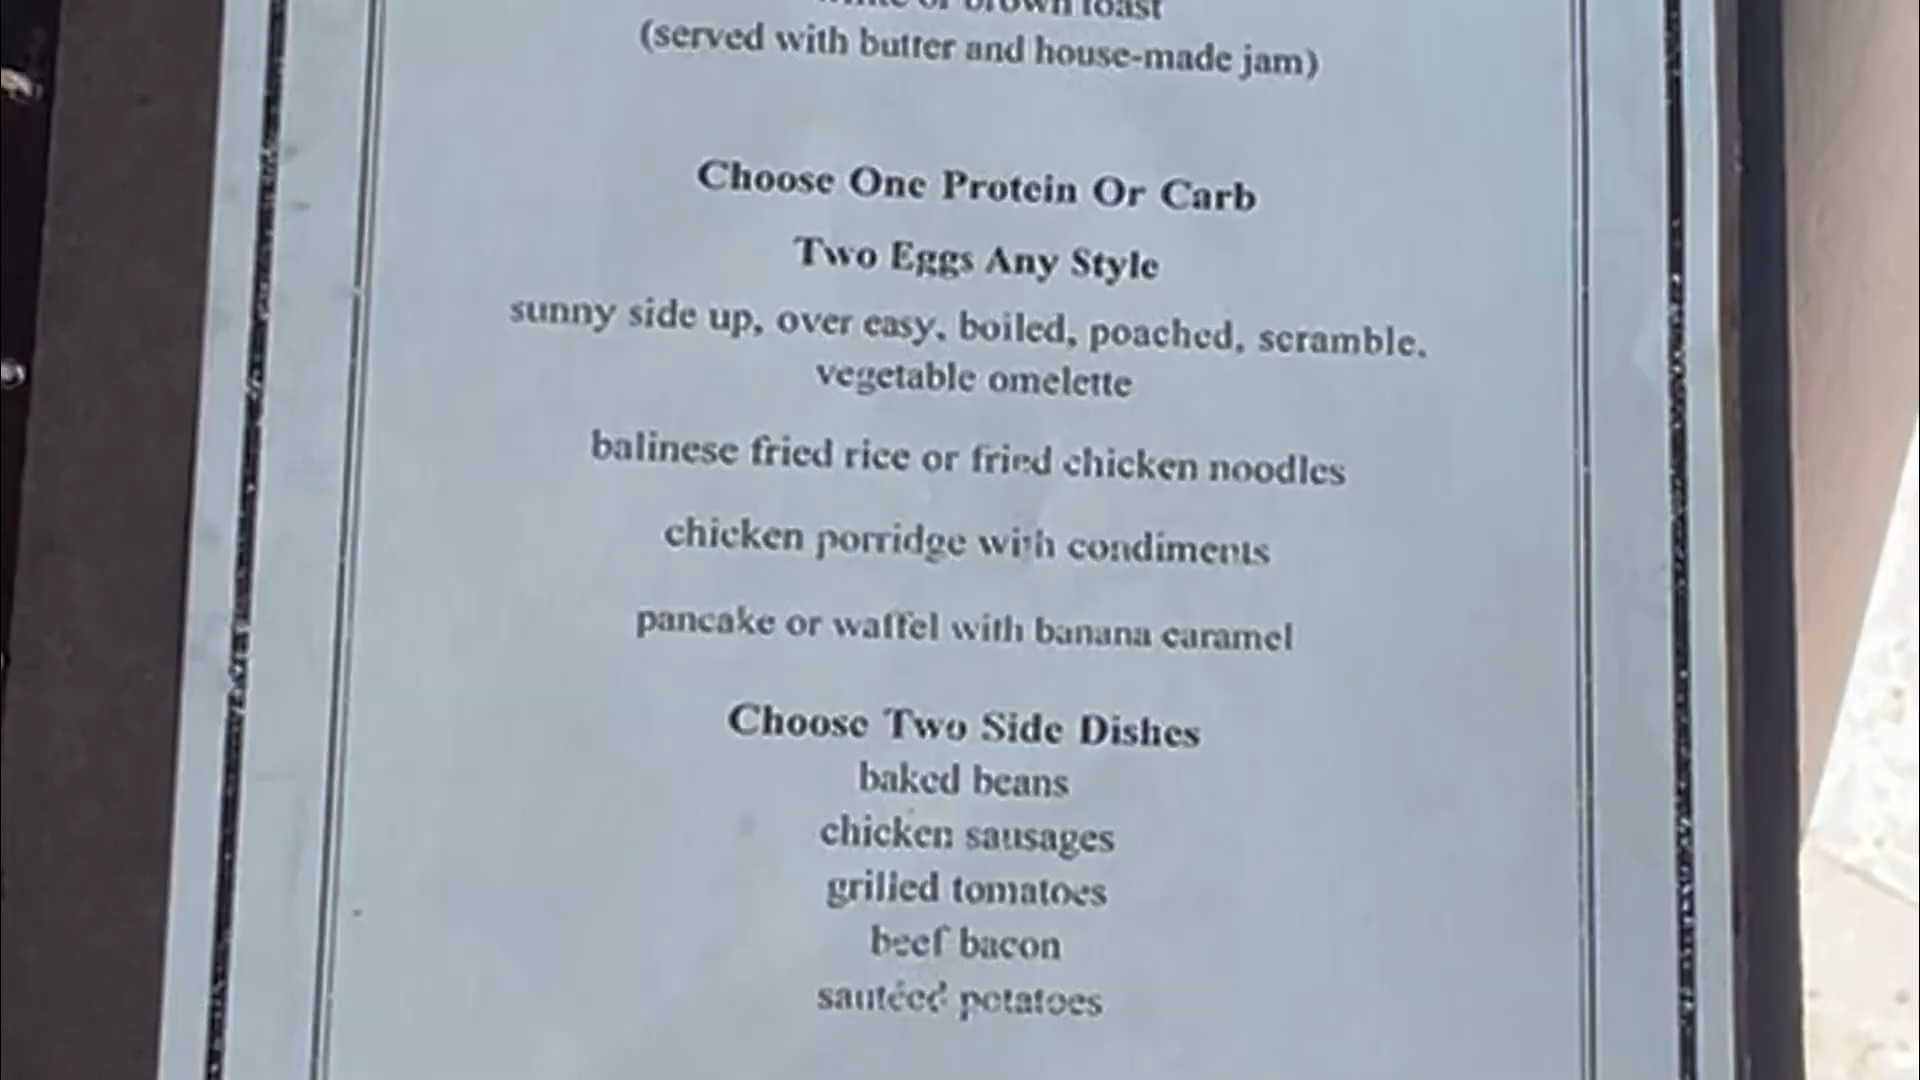 or brown toast
(served with butter and house-made jam)
Choose One Protein Or Carb
Two Eggs Any Style
sunny side up, over easy, boiled, poached, scramble,
vegetable omelette
balinese fried rice or fried chicken noodles
chicken porridge with condiments
pancake or waffel with banana caramel
Choose Two Side Dishes
baked beans
chicken sausages
grilled tomatoes
beef bacon
sautéed potatoes